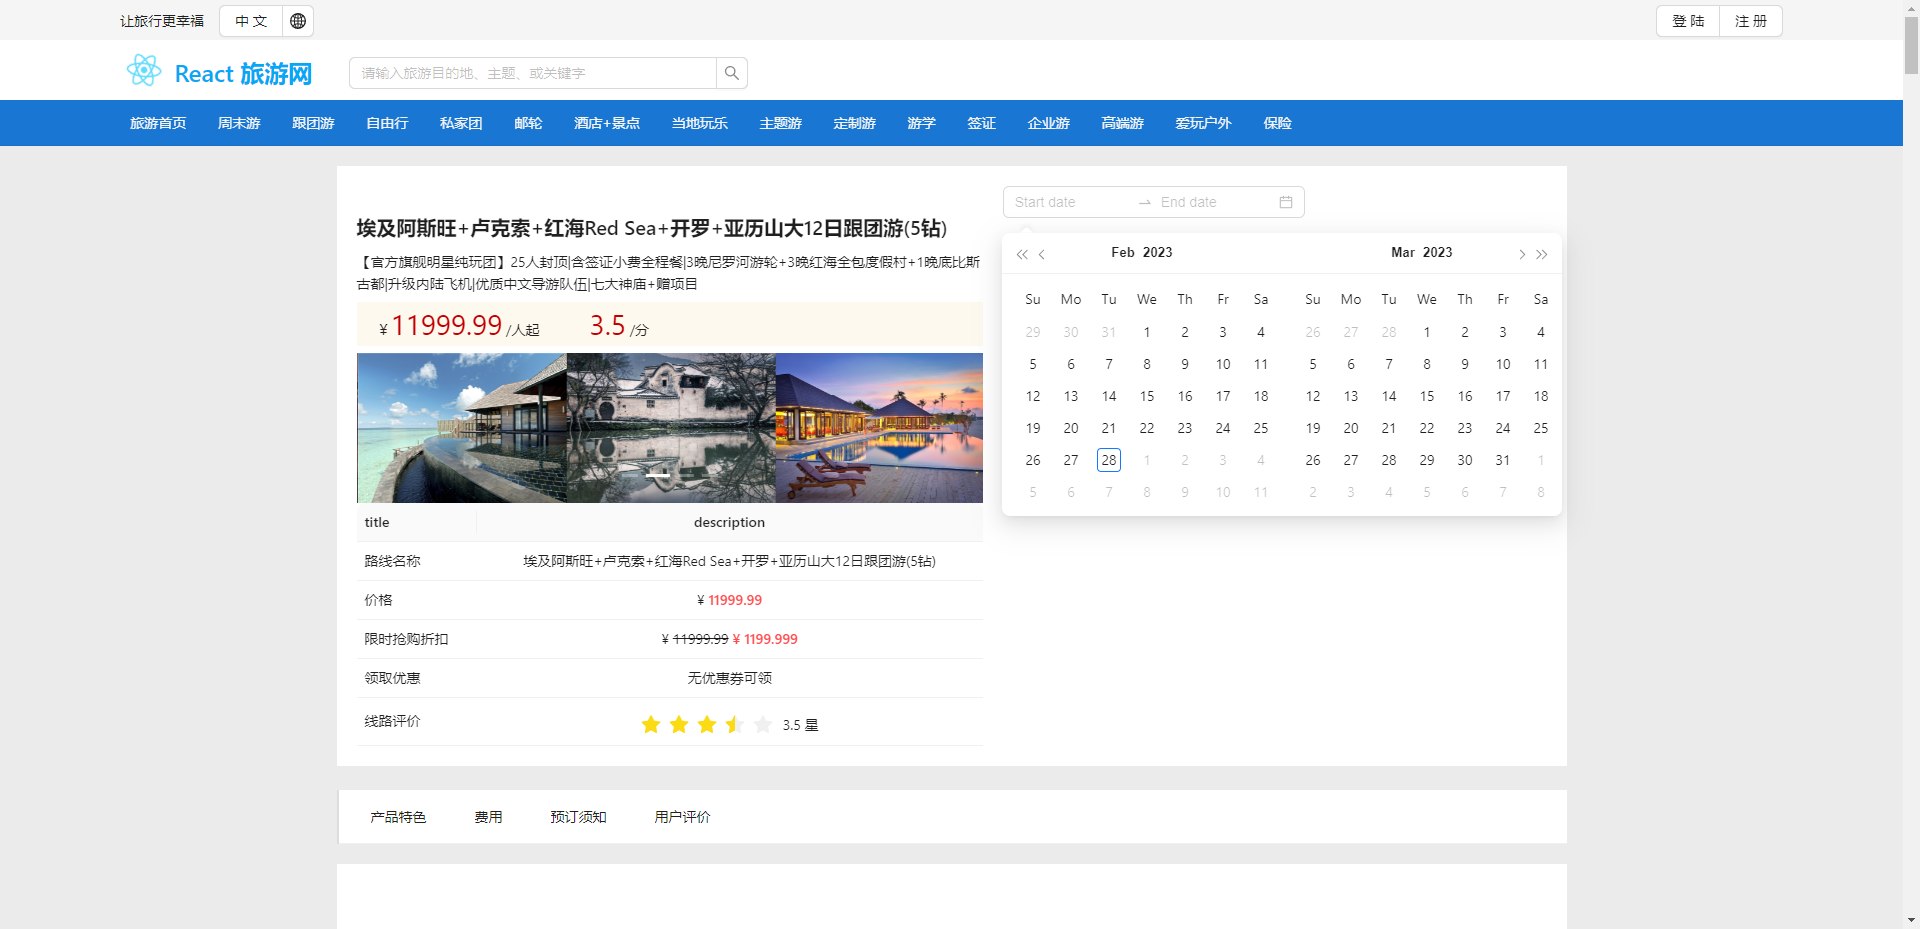 让旅行更幸福 中 文 登 陆 注 册
React 旅游网 请输入旅游目的地、主题、或关键字
旅游首页 周末游 跟团游 自由行 私家团 邮轮 酒店+景点 当地玩乐 主题游 定制游 游学 签证 企业游 高端游 爱玩户外 保险
埃及阿斯旺+卢克索+红海Red Sea+开罗+亚历山大12日跟团游(5钻)
【官方旗舰明星纯玩团】25人封顶|含签证小费全程餐|3晚尼罗河游轮+3晚红海全包度假村+1晚底比斯
古都|升级内陆飞机|优质中文导游队伍|七大神庙+赠项目
¥ 11999.99 /人起 3.5 /分
title description
路线名称 埃及阿斯旺+卢克索+红海Red Sea+开罗+亚历山大12日跟团游(5钻)
价格 ¥ 11999.99
限时抢购折扣 ¥ 11999.99 ¥ 1199.999
领取优惠 无优惠券可领
线路评价 3.5 星
Start date End date
Feb 2023 Mar 2023
Su Mo Tu We Th Fr Sa Su Mo Tu We Th Fr Sa
29 30 31 1 2 3 4 26 27 28 1 2 3 4
5 6 7 8 9 10 11 5 6 7 8 9 10 11
12 13 14 15 16 17 18 12 13 14 15 16 17 18
19 20 21 22 23 24 25 19 20 21 22 23 24 25
26 27 28 1 2 3 4 26 27 28 29 30 31 1
5 6 7 8 9 10 11 2 3 4 5 6 7 8
产品特色 费用 预订须知 用户评价